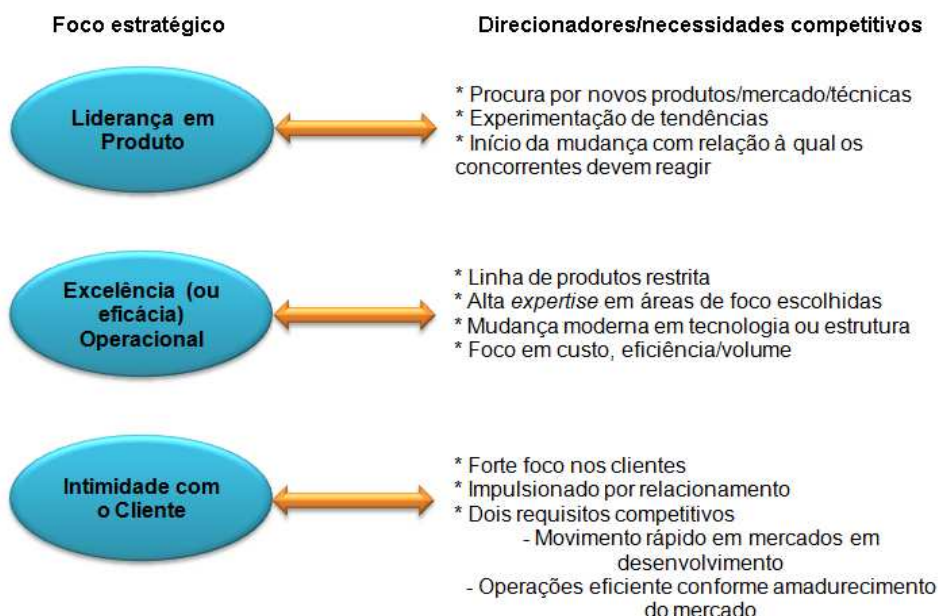 Foco estratégico
Direcionadores/necessidades competitivos
Liderança em
Produto
* Procura por novos produtos/mercado/técnicas
* Experimentação de tendências
* Início da mudança com relação à qual os
concorrentes devem reagir
Excelência (ou
eficácia)
Operacional
* Linha de produtos restrita
* Alta expertise em áreas de foco escolhidas
* Mudança moderna em tecnologia ou estrutura
* Foco em custo, eficiência/volume
Intimidade com
o Cliente
* Forte foco nos clientes
* Impulsionado por relacionamento
* Dois requisitos competitivos
- Movimento rápido em mercados em
desenvolvimento
- Operações eficiente conforme amadurecimento
do mercado